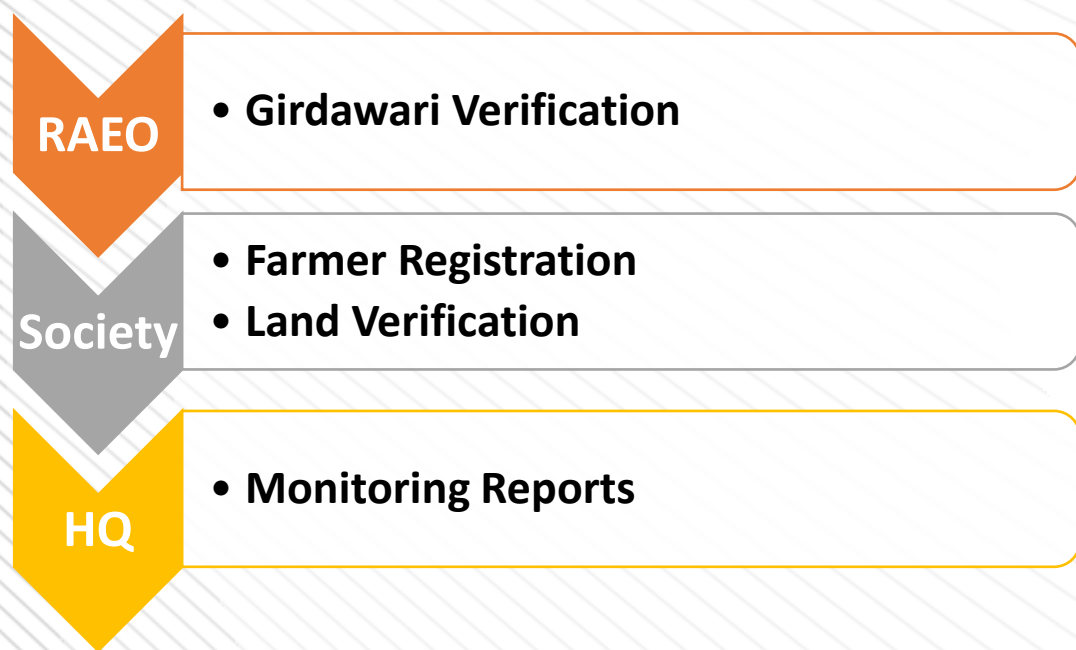 RAEO
• Girdawari Verification
Society
• Farmer Registration
• Land Verification
HQ
• Monitoring Reports